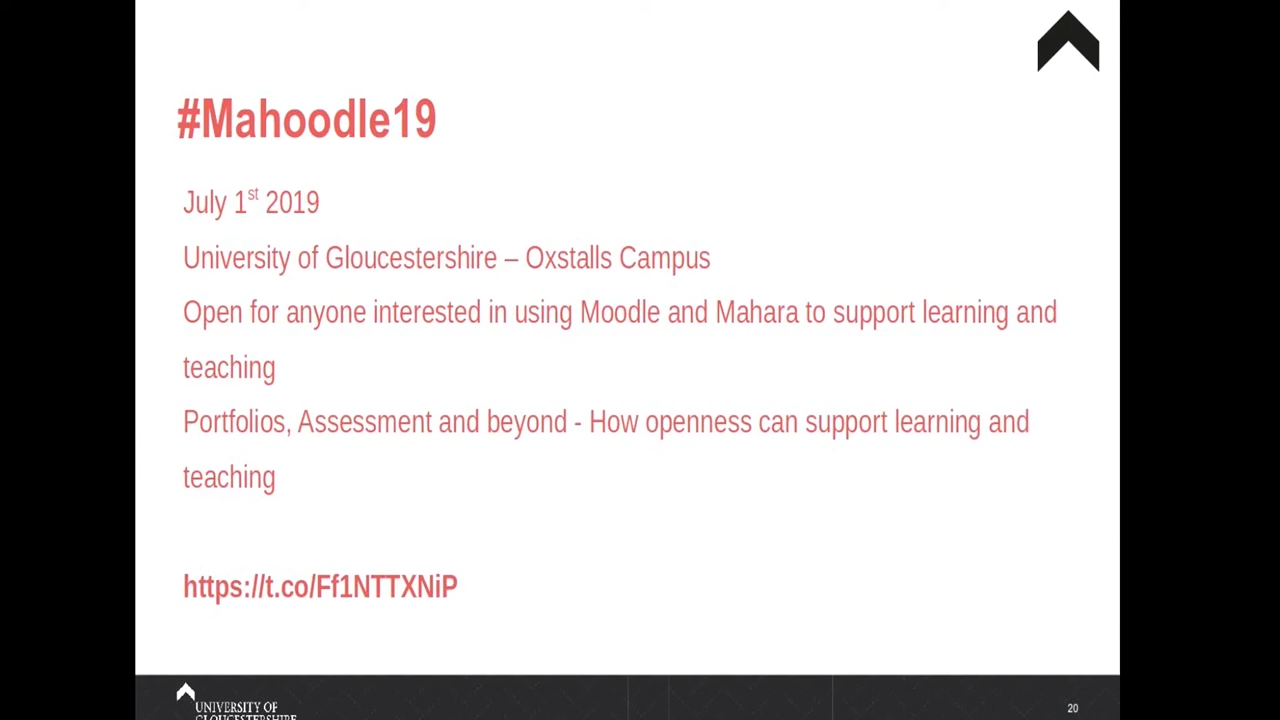 #Mahoodle19
July 1st 2019
University of Gloucestershire – Oxstalls Campus
Open for anyone interested in using Moodle and Mahara to support learning and
teaching
Portfolios, Assessment and beyond - How openness can support learning and
teaching
https://t.co/Ff1NTTXNiP
UNIVERSITY OF
GLOUCESTERSHIRE
20